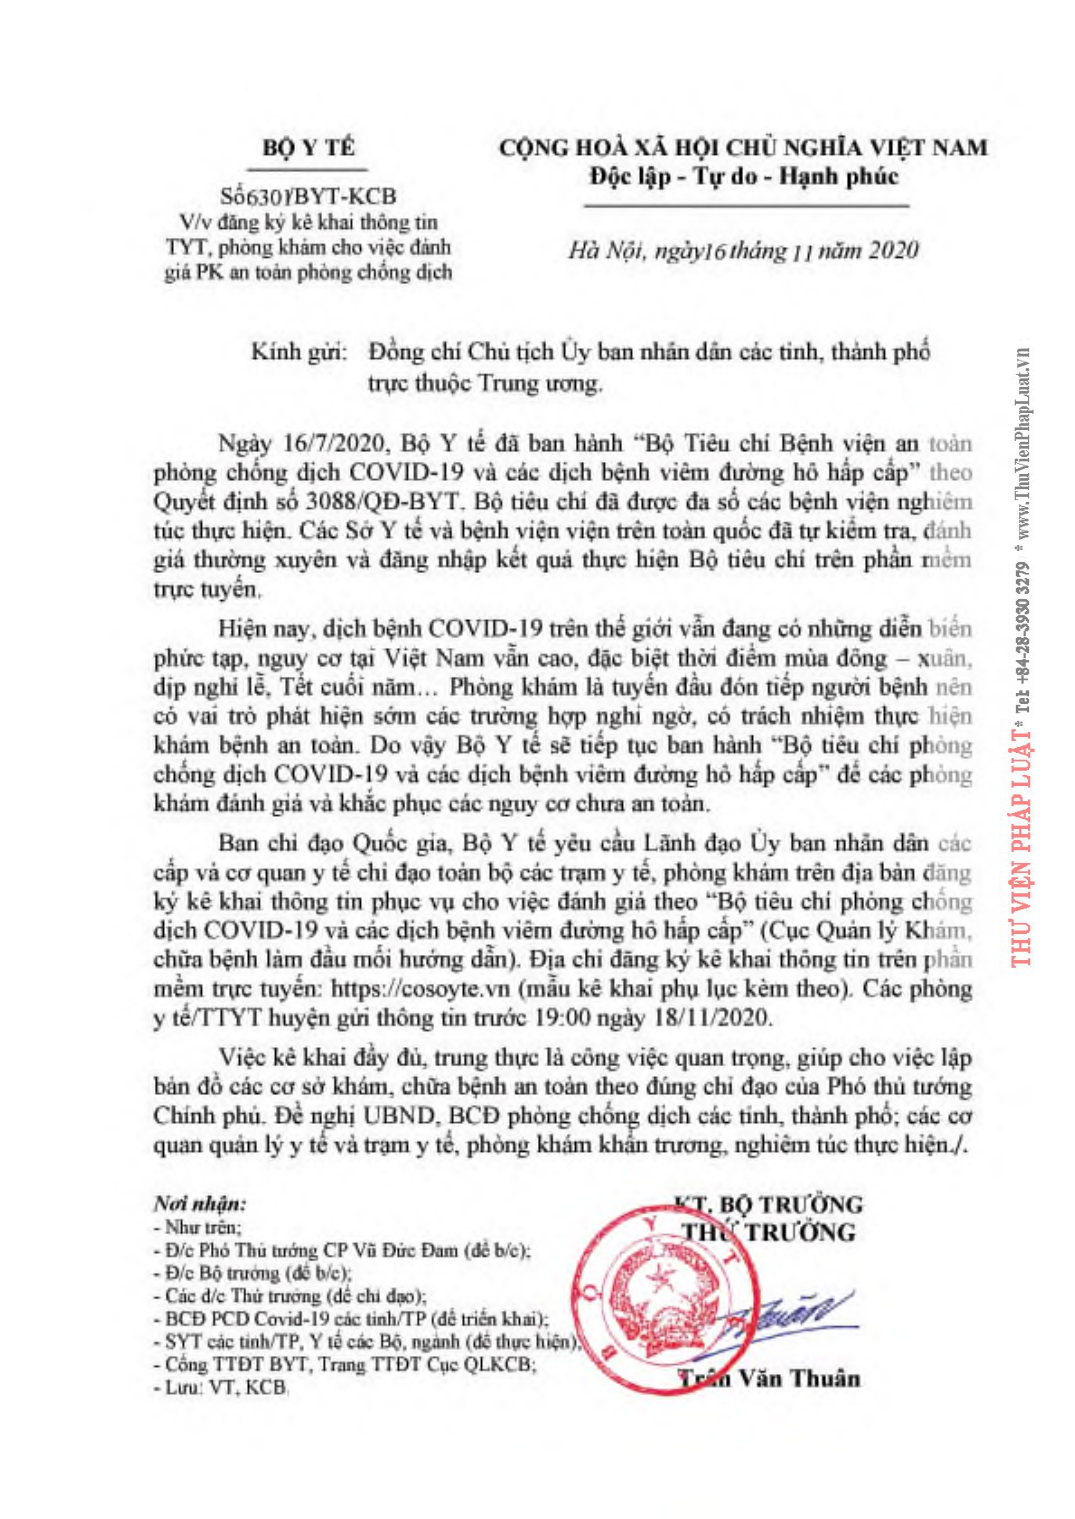 BỘ Y TẾ
Số 6301/BYT-KCB
V/v đăng ký kê khai thông tin
TYT, phòng khám cho việc đánh
giá PK an toàn phòng chống dịch
CỘNG HOÀ XÃ HỘI CHỦ NGHĨA VIỆT NAM
Độc lập - Tự do - Hạnh phúc
Hà Nội, ngày 16 tháng 11 năm 2020
Kính gửi: Đồng chí Chủ tịch Ủy ban nhân dân các tỉnh, thành phố
trực thuộc Trung ương.
Ngày 16/7/2020, Bộ Y tế đã ban hành “Bộ Tiêu chí Bệnh viện an toàn
phòng chống dịch COVID-19 và các dịch bệnh viêm đường hô hấp cấp” theo
Quyết định số 3088/QĐ-BYT. Bộ tiêu chí đã được đa số các bệnh viện nghiêm
túc thực hiện. Các Sở Y tế và bệnh viện viện trên toàn quốc đã tự kiểm tra, đánh
giá thường xuyên và đăng nhập kết quả thực hiện Bộ tiêu chí trên phần mềm
trực tuyến.
Hiện nay, dịch bệnh COVID-19 trên thế giới vẫn đang có những diễn biến
phức tạp, nguy cơ tại Việt Nam vẫn cao, đặc biệt thời điểm mùa đông – xuân,
dịp nghỉ lễ, Tết cuối năm... Phòng khám là tuyến đầu đón tiếp người bệnh nên
có vai trò phát hiện sớm các trường hợp nghi ngờ, có trách nhiệm thực hiện
khám bệnh an toàn. Do vậy Bộ Y tế sẽ tiếp tục ban hành “Bộ tiêu chí phòng
chống dịch COVID-19 và các dịch bệnh viêm đường hô hấp cấp” để các phòng
khám đánh giá và khắc phục các nguy cơ chưa an toàn.
Ban chỉ đạo Quốc gia, Bộ Y tế yêu cầu Lãnh đạo Ủy ban nhân dân các
cấp và cơ quan y tế chỉ đạo toàn bộ các trạm y tế, phòng khám trên địa bàn đăng
ký kê khai thông tin phục vụ cho việc đánh giá theo “Bộ tiêu chí phòng chống
dịch COVID-19 và các dịch bệnh viêm đường hô hấp cấp” (Cục Quản lý Khám,
chữa bệnh làm đầu mối hướng dẫn). Địa chỉ đăng ký kê khai thông tin trên phần
mềm trực tuyến: https://cosoyte.vn (mẫu kê khai phụ lục kèm theo). Các phòng
y tế/TTYT huyện gửi thông tin trước 19:00 ngày 18/11/2020.
Việc kê khai đầy đủ, trung thực là công việc quan trọng, giúp cho việc lập
bản đồ các cơ sở khám, chữa bệnh an toàn theo đúng chỉ đạo của Phó thủ tướng
Chính phủ. Đề nghị UBND, BCĐ phòng chống dịch các tỉnh, thành phố; các cơ
quan quản lý y tế và trạm y tế, phòng khám khẩn trương, nghiêm túc thực hiện./.
Nơi nhận:
- Như trên;
- Đ/c Phó Thủ tướng CP Vũ Đức Đam (để b/c);
- Đ/c Bộ trưởng (để b/c);
- Các đ/c Thứ trưởng (để chỉ đạo);
- BCĐ PCD Covid-19 các tỉnh/TP (để triển khai);
- SYT các tỉnh/TP, Y tế các Bộ, ngành (để thực hiện);
- Cổng TTĐT BYT, Trang TTĐT Cục QLKCB;
- Lưu: VT, KCB.
KT. BỘ TRƯỞNG
THỨ TRƯỞNG
BỘ Y TẾ
Trần Văn Thuấn
THƯ VIỆN PHÁP LUẬT * Tel: +84-28-3930 3279 * www.ThuVienPhapLuat.vn